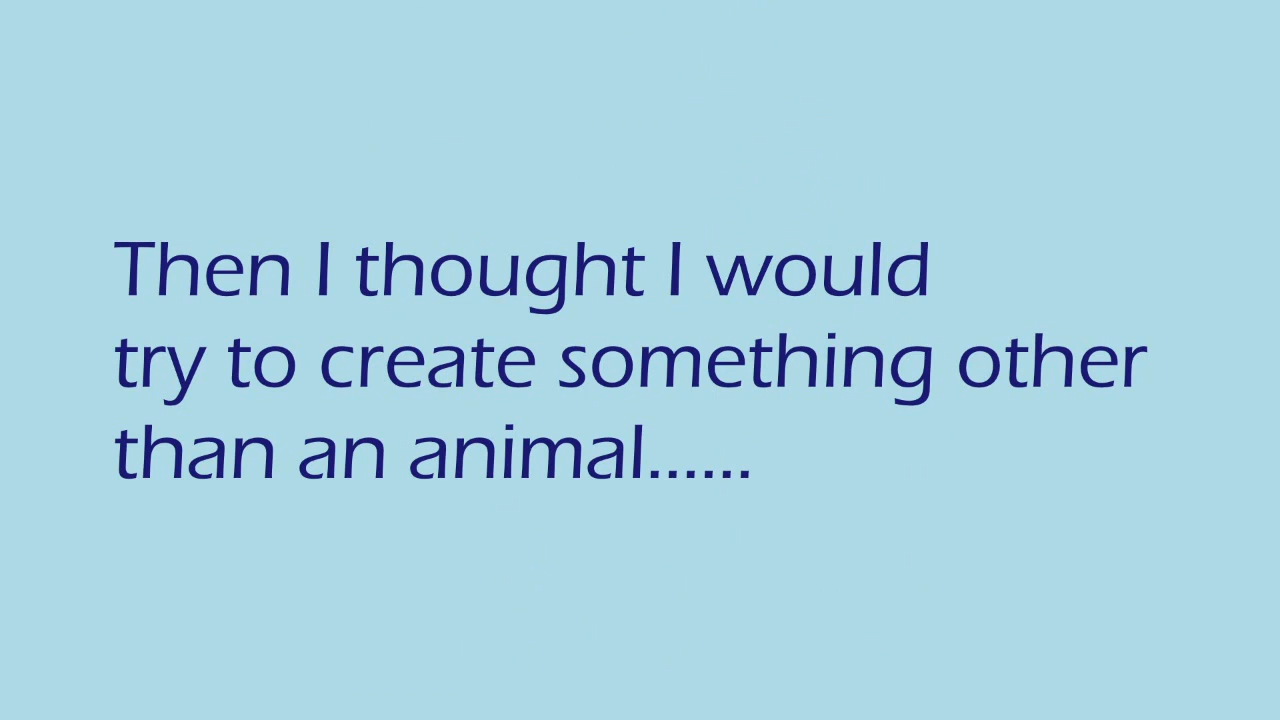 Then I thought I would
try to create something other
than an animal......